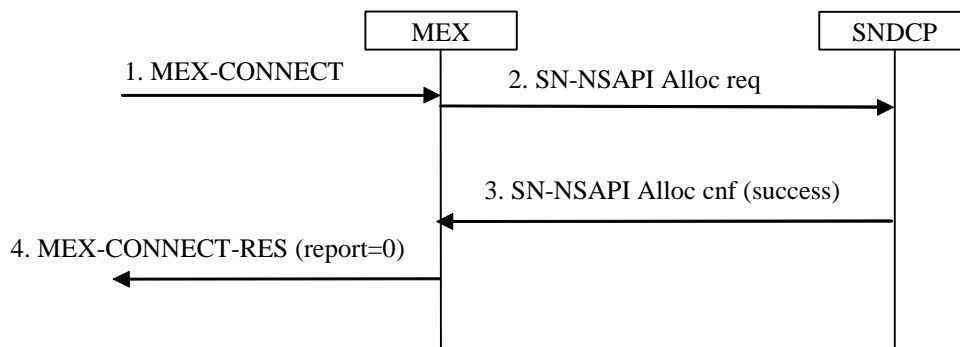 MEX
SNDCP
1. MEX-CONNECT
2. SN-NSAPI Alloc req
3. SN-NSAPI Alloc cnf (success)
4. MEX-CONNECT-RES (report=0)